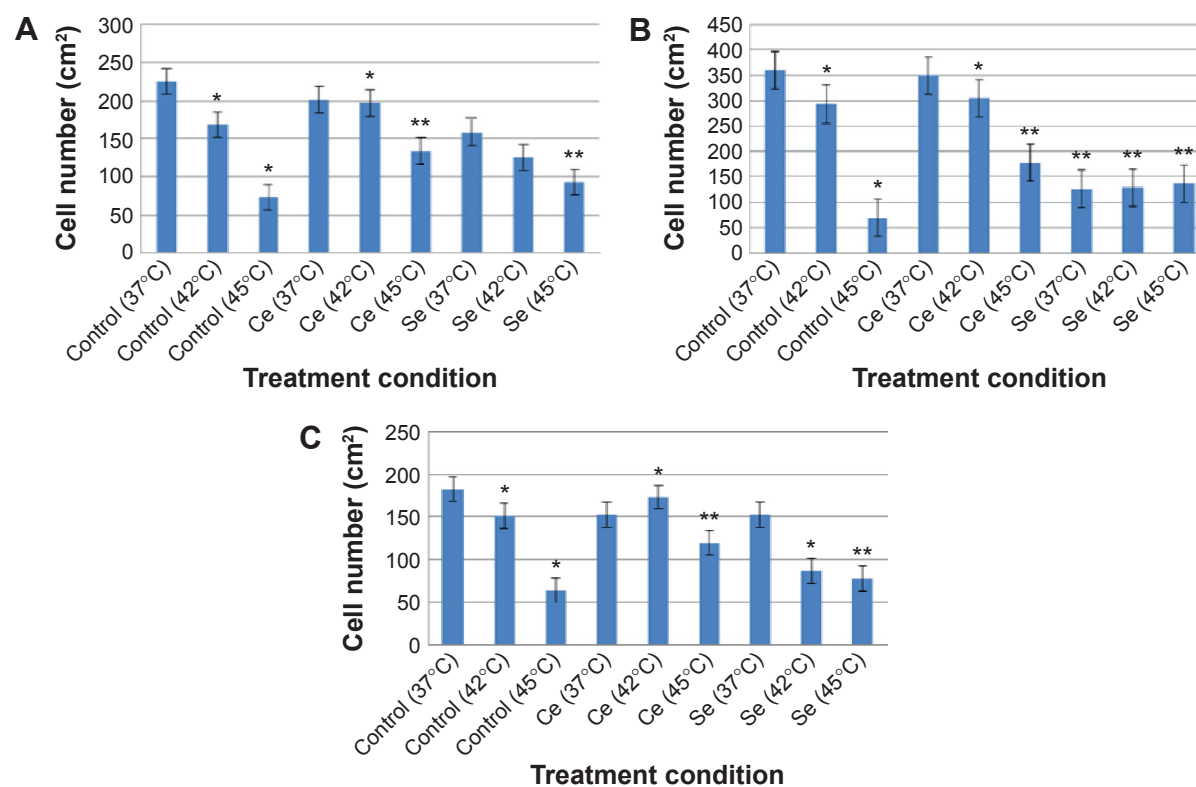 A
Cell number (cm²)
300
250
200
150
100
50
0
*
*
*
**
**
Control (37°C)
Control (42°C)
Control (45°C)
Ce (37°C)
Ce (42°C)
Ce (45°C)
Se (37°C)
Se (42°C)
Se (45°C)
Treatment condition
B
Cell number (cm²)
450
400
350
300
250
200
150
100
50
0
*
*
*
**
**
**
**
Control (37°C)
Control (42°C)
Control (45°C)
Ce (37°C)
Ce (42°C)
Ce (45°C)
Se (37°C)
Se (42°C)
Se (45°C)
Treatment condition
C
Cell number (cm²)
250
200
150
100
50
0
*
*
*
**
*
**
Control (37°C)
Control (42°C)
Control (45°C)
Ce (37°C)
Ce (42°C)
Ce (45°C)
Se (37°C)
Se (42°C)
Se (45°C)
Treatment condition